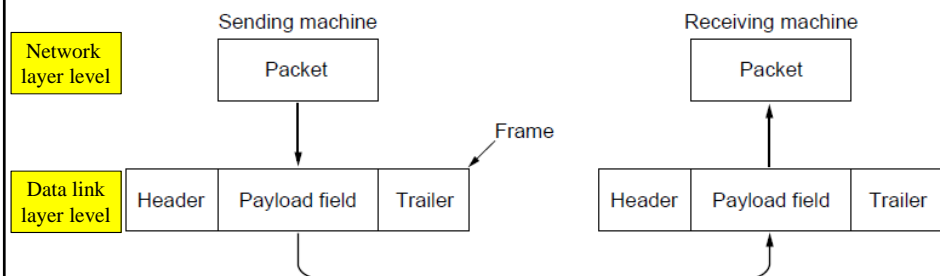 Sending machine
Receiving machine
Network
layer level
Packet
Packet
Frame
Data link
layer level
Header
Payload field
Trailer
Header
Payload field
Trailer